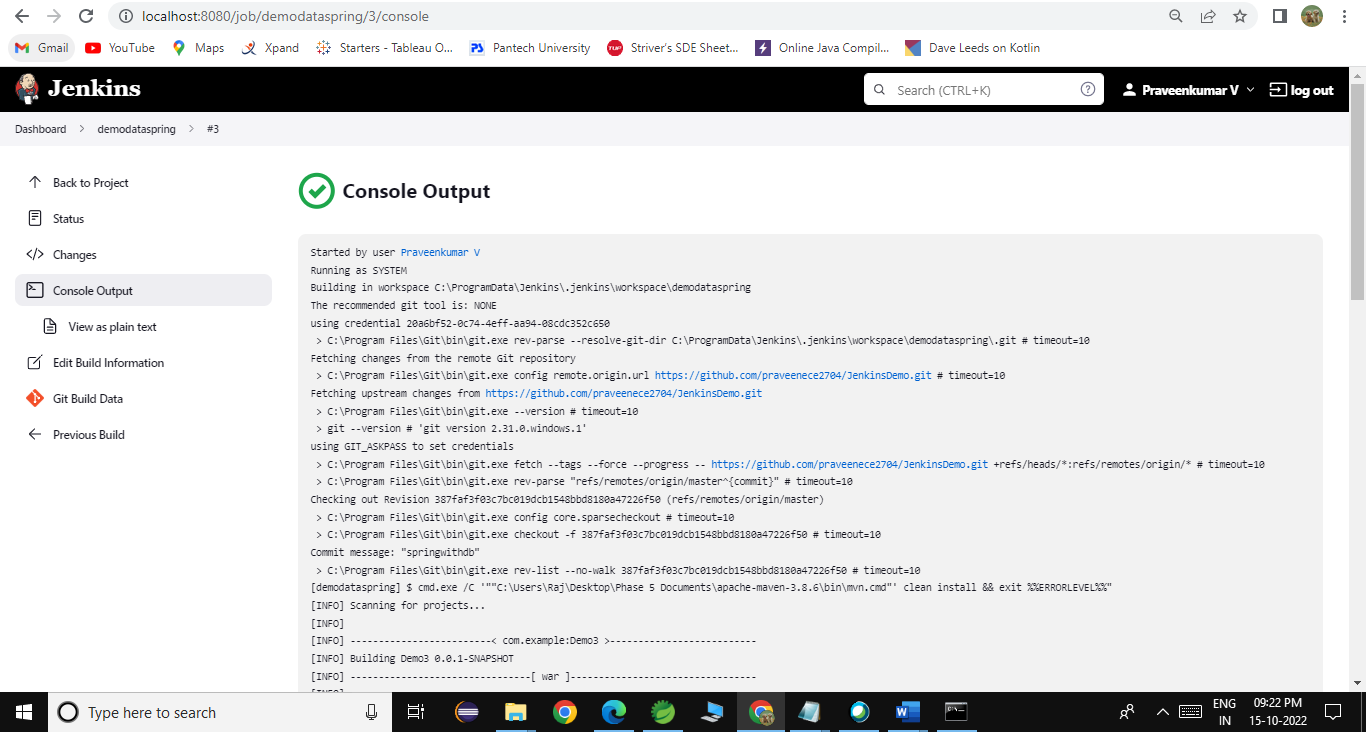 localhost:8080/job/demodataspring/3/console
Gmail
YouTube
Maps
Xpand
Starters - Tableau O...
Pantech University
Striver's SDE Sheet...
Online Java Compil...
Dave Leeds on Kotlin
Jenkins
Search (CTRL+K)
Praveenkumar V
log out
Dashboard
demodataspring
#3
Back to Project
Status
Changes
Console Output
View as plain text
Edit Build Information
Git Build Data
Previous Build
Console Output
Started by user Praveenkumar V
Running as SYSTEM
Building in workspace C:\ProgramData\Jenkins\.jenkins\workspace\demodataspring
The recommended git tool is: NONE
using credential 20a6bf52-0c74-4eff-aa94-08cdc352c650
> C:\Program Files\Git\bin\git.exe rev-parse --resolve-git-dir C:\ProgramData\Jenkins\.jenkins\workspace\demodataspring\.git # timeout=10
Fetching changes from the remote Git repository
> C:\Program Files\Git\bin\git.exe config remote.origin.url https://github.com/praveenece2704/JenkinsDemo.git # timeout=10
Fetching upstream changes from https://github.com/praveenece2704/JenkinsDemo.git
> C:\Program Files\Git\bin\git.exe --version # timeout=10
> git --version # 'git version 2.31.0.windows.1'
using GIT_ASKPASS to set credentials
> C:\Program Files\Git\bin\git.exe fetch --tags --force --progress -- https://github.com/praveenece2704/JenkinsDemo.git +refs/heads/*:refs/remotes/origin/* # timeout=10
> C:\Program Files\Git\bin\git.exe rev-parse "refs/remotes/origin/master^{commit}" # timeout=10
Checking out Revision 387faf3f03c7bc019dcb1548bbd8180a47226f50 (refs/remotes/origin/master)
> C:\Program Files\Git\bin\git.exe config core.sparsecheckout # timeout=10
> C:\Program Files\Git\bin\git.exe checkout -f 387faf3f03c7bc019dcb1548bbd8180a47226f50 # timeout=10
Commit message: "springwithdb"
> C:\Program Files\Git\bin\git.exe rev-list --no-walk 387faf3f03c7bc019dcb1548bbd8180a47226f50 # timeout=10
[demodataspring] $ cmd.exe /C '""C:\Users\Raj\Desktop\Phase 5 Documents\apache-maven-3.8.6\bin\mvn.cmd"' clean install && exit %%ERRORLEVEL%%"
[INFO] Scanning for projects...
[INFO]
[INFO] -------------------------< com.example:Demo3 >--------------------------
[INFO] Building Demo3 0.0.1-SNAPSHOT
[INFO] --------------------------------[ war ]---------------------------------
Type here to search
ENG
IN
09:22 PM
15-10-2022